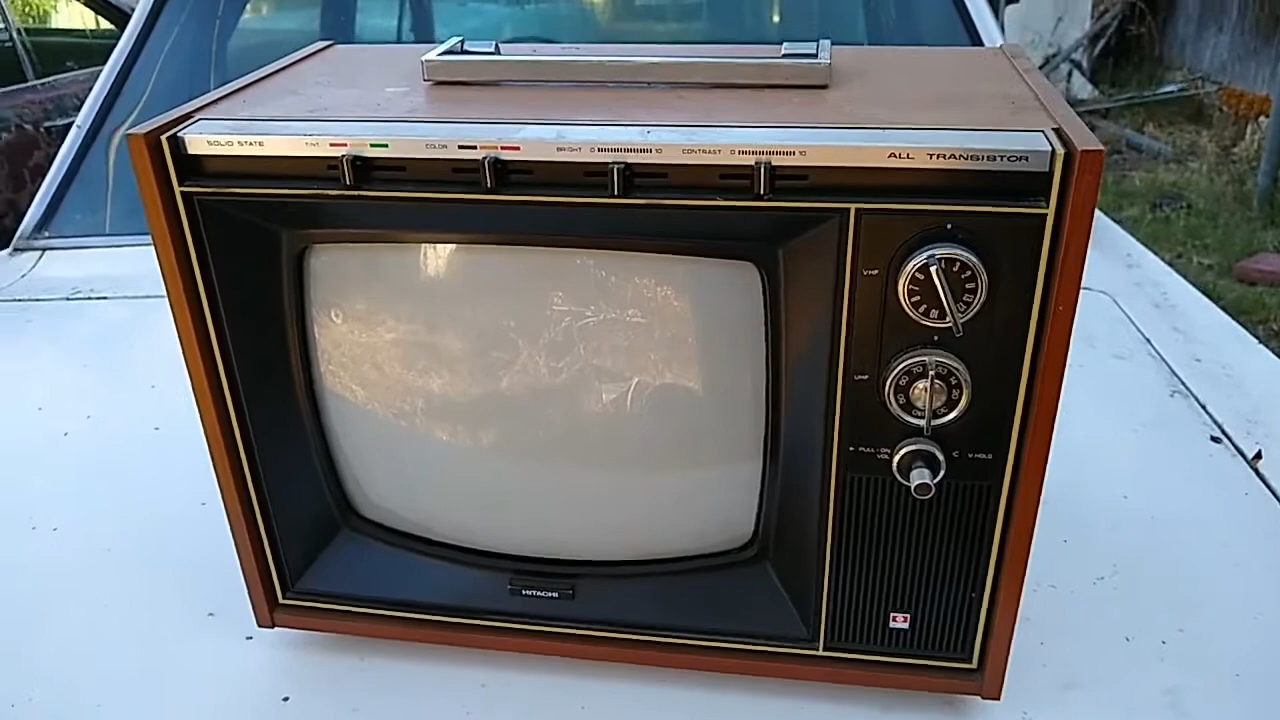 SOLID STATE
TINT
COLOR
BRIGHT 0 10
CONTRAST 0 10
ALL TRANSISTOR
VHF
UHF
PULL-ON
VOL
V HOLD
HITACHI